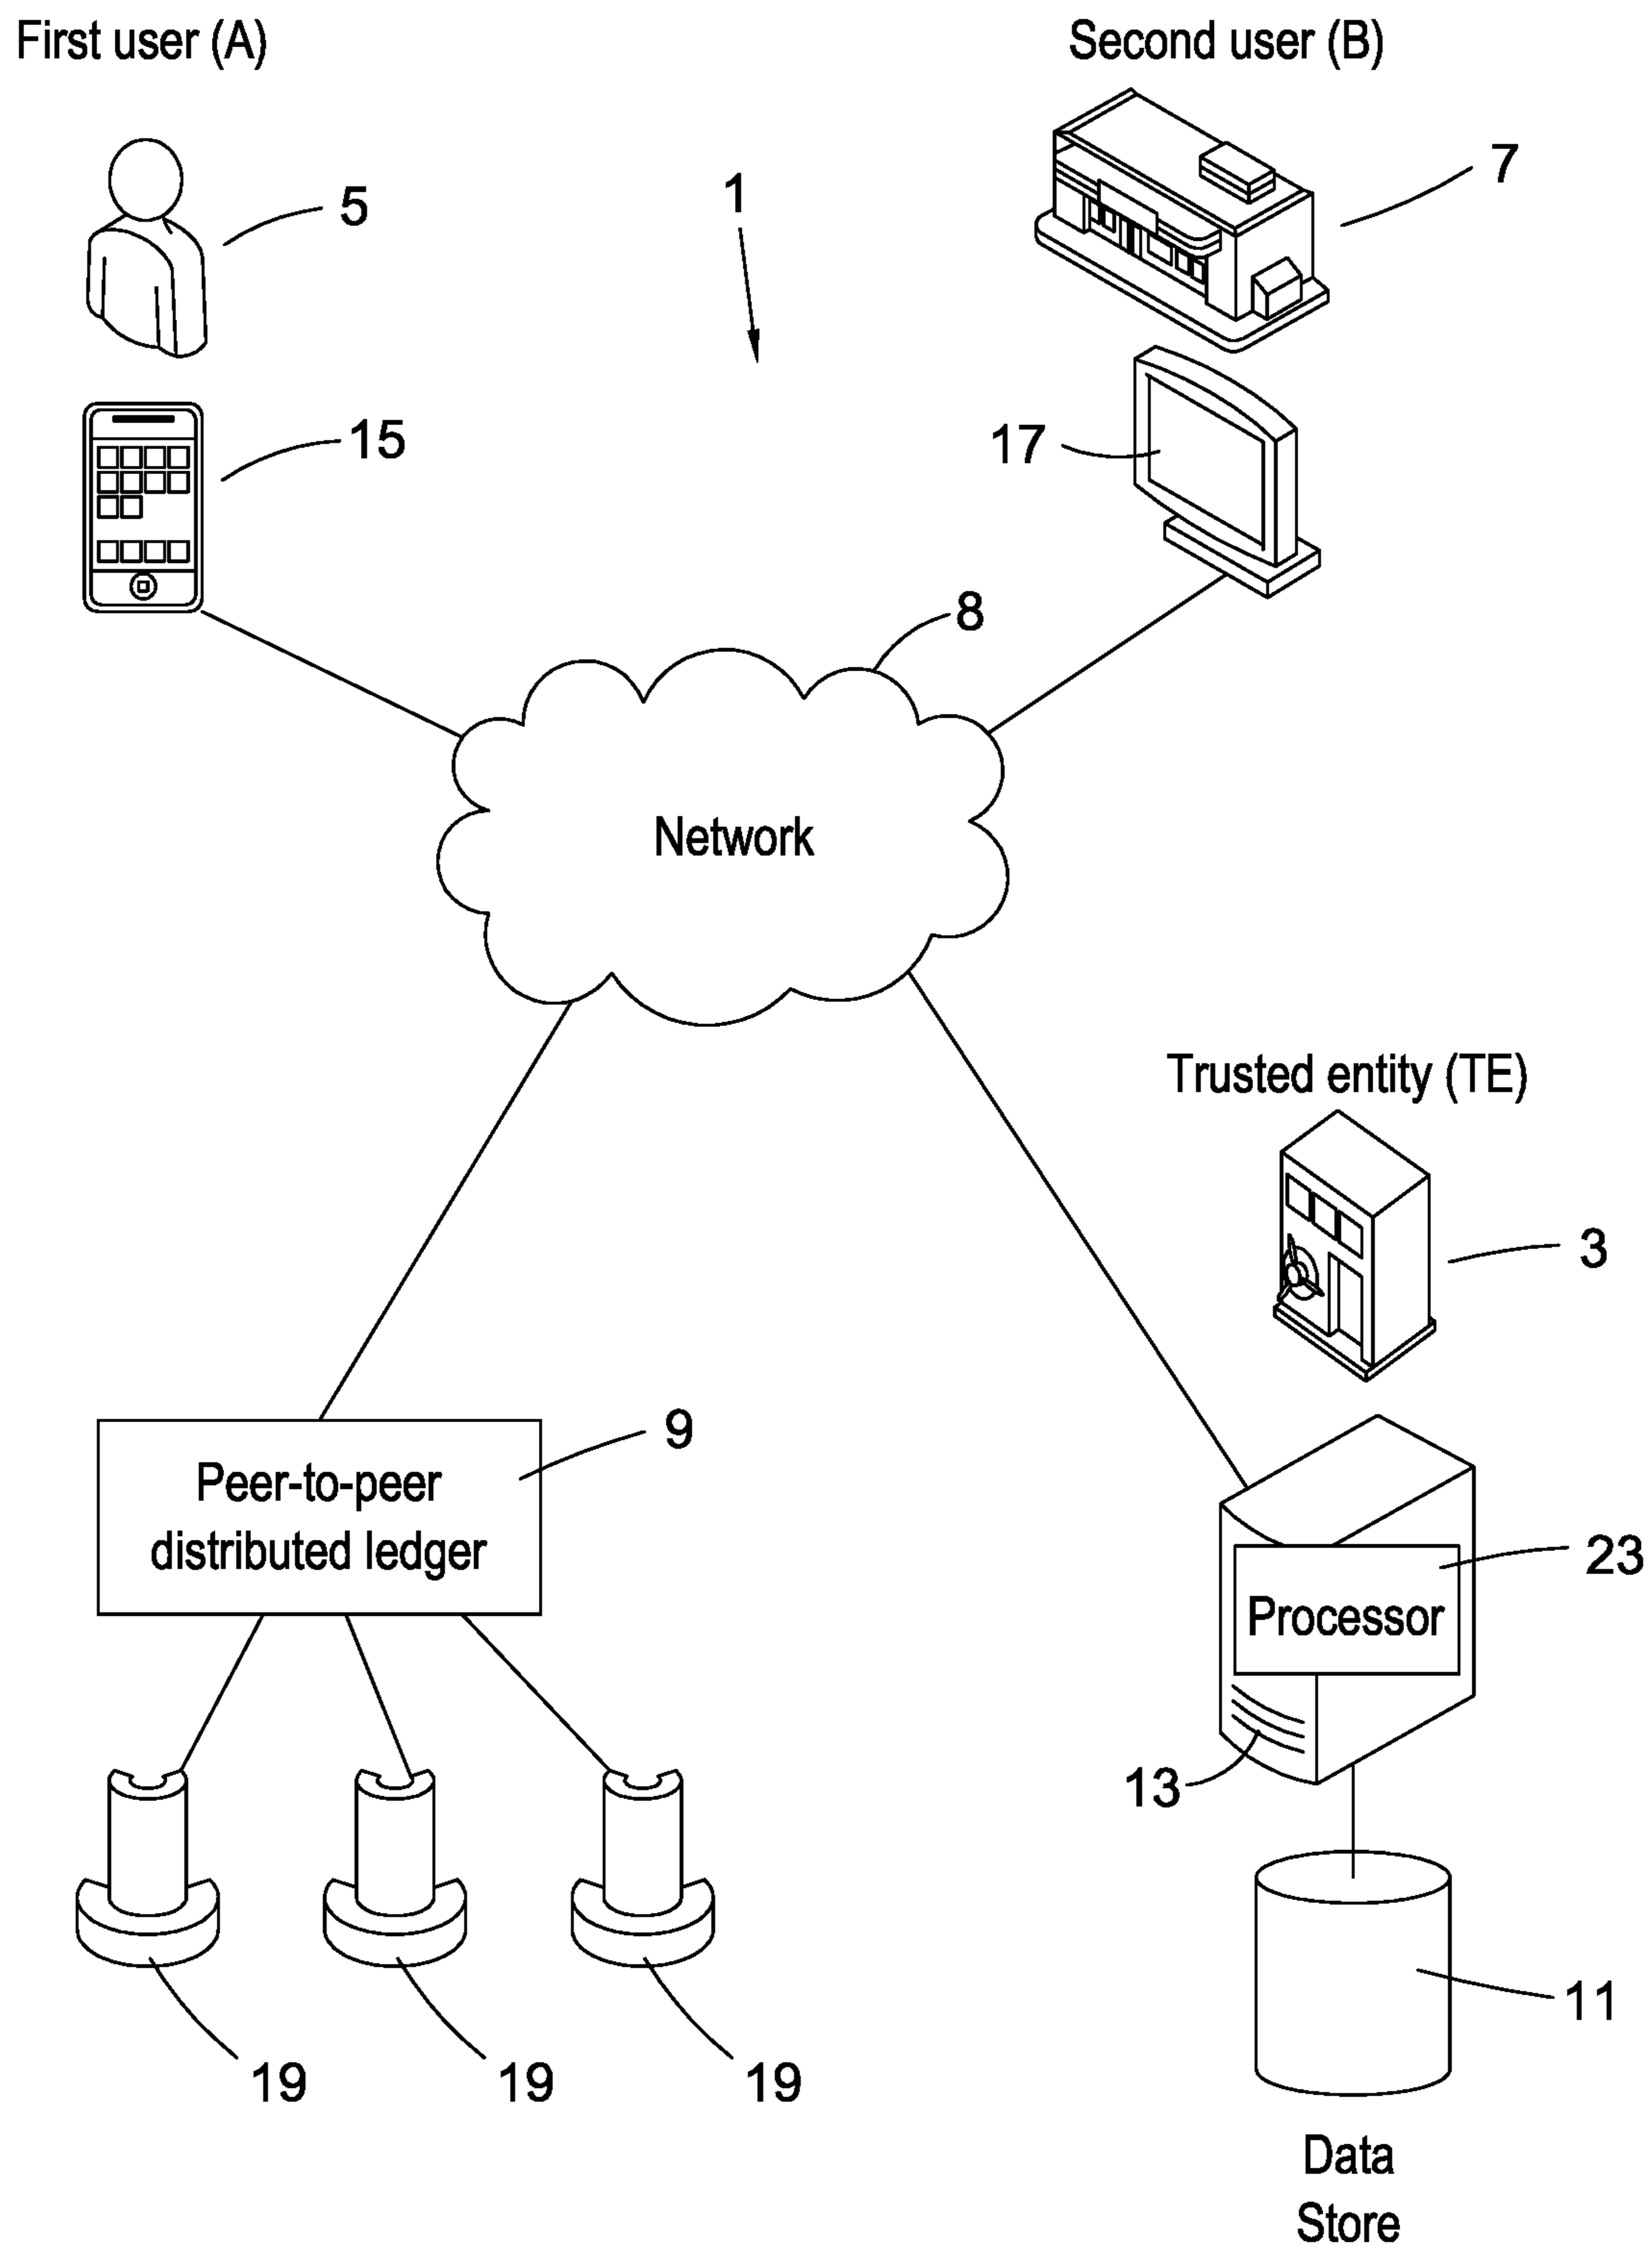 First user (A)
Second user (B)
5
1
7
15
17
8
Network
Trusted entity (TE)
3
9
Peer-to-peer
distributed ledger
23
Processor
13
11
19
19
19
Data
Store